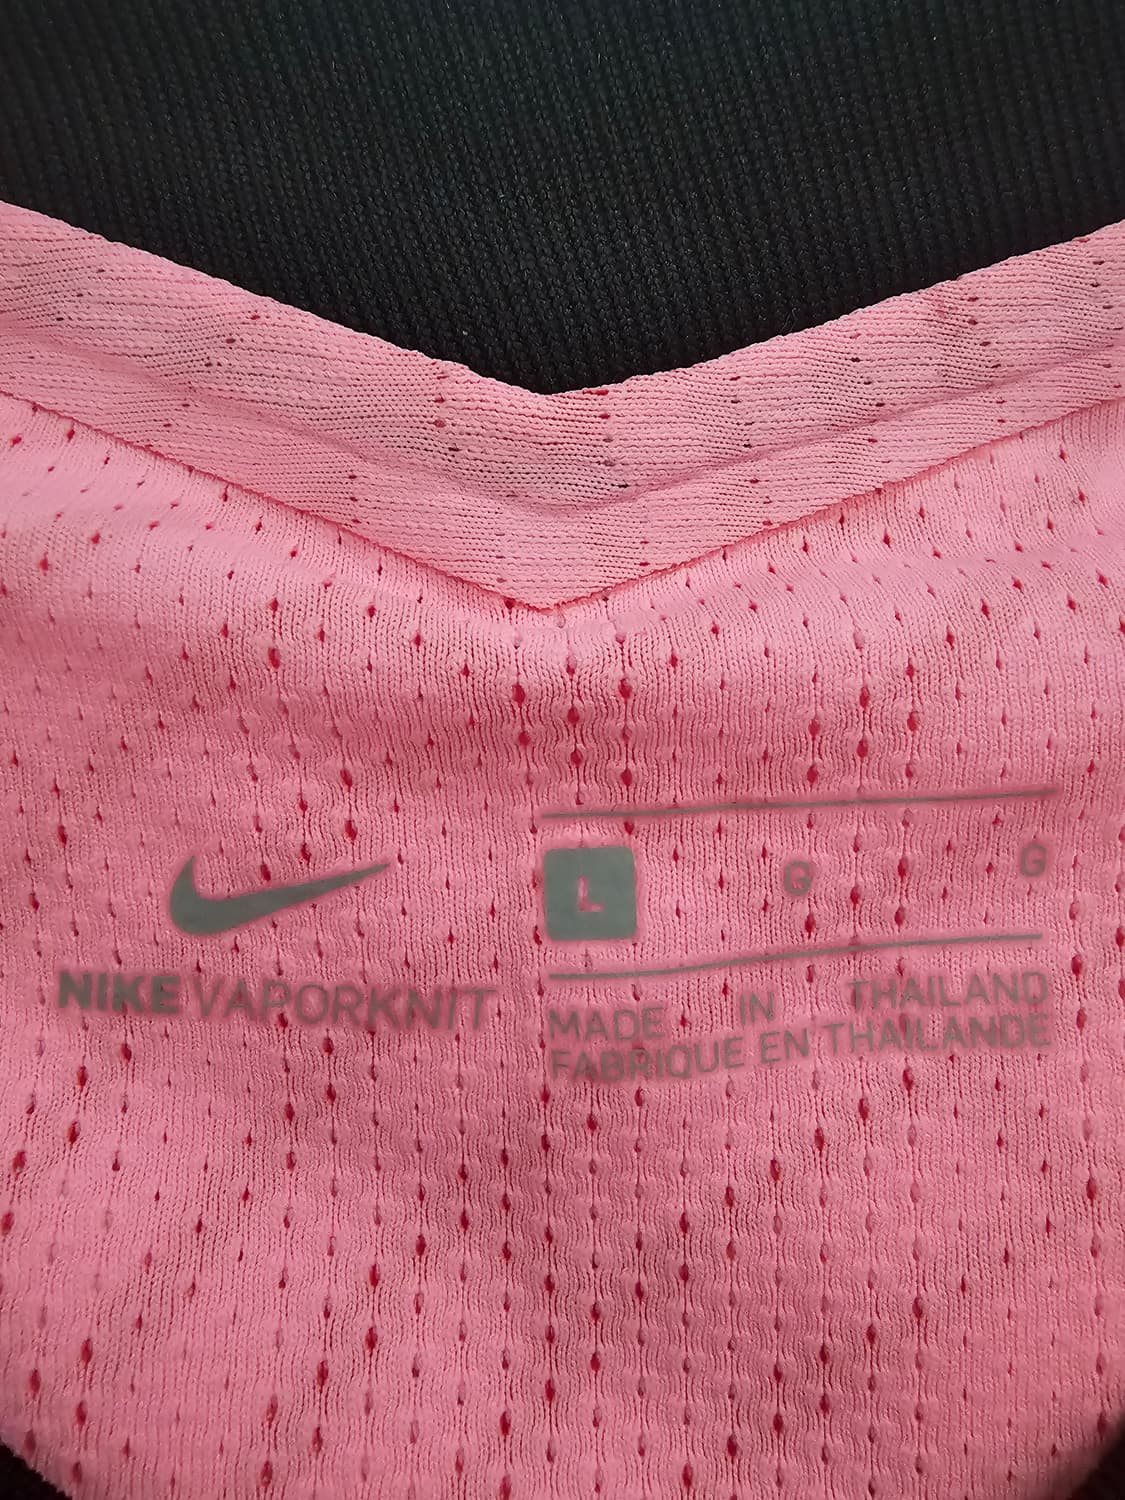 NIKE VAPORKNIT
L G G
MADE IN THAILAND
FABRIQUE EN THAILANDE